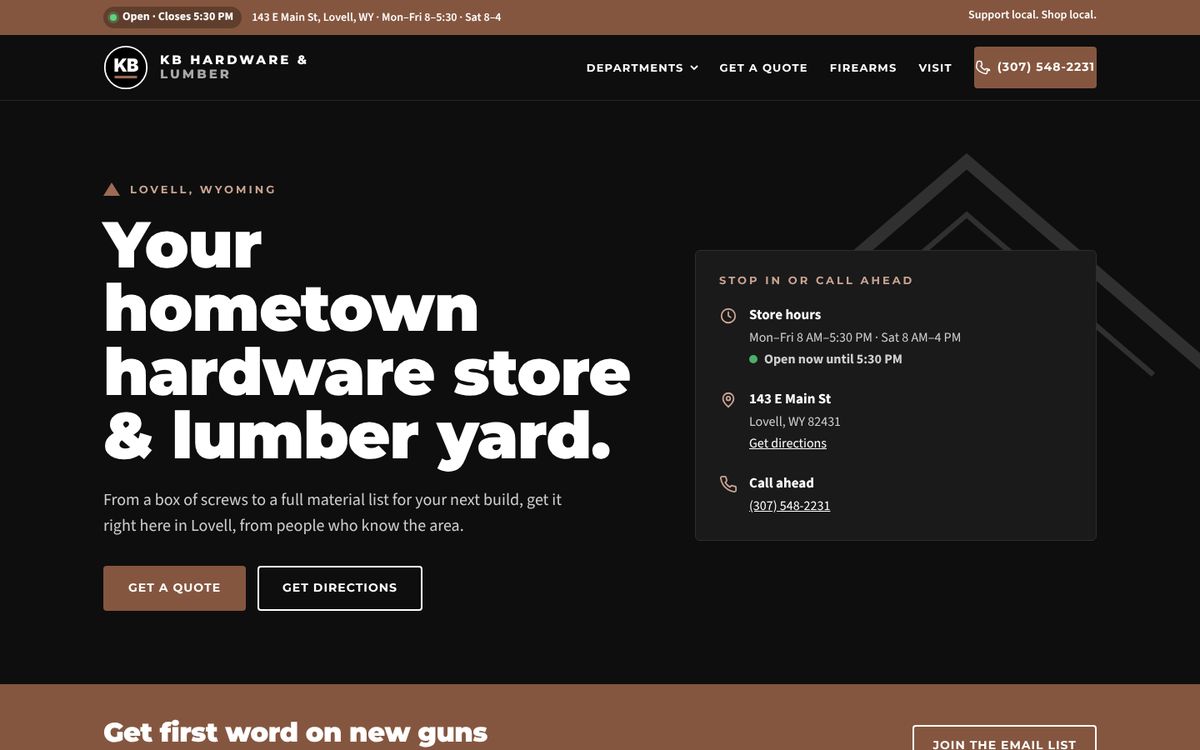 Open · Closes 5:30 PM
143 E Main St, Lovell, WY · Mon–Fri 8–5:30 · Sat 8–4
Support local. Shop local.
KB
KB HARDWARE &
LUMBER
DEPARTMENTS
GET A QUOTE
FIREARMS
VISIT
(307) 548-2231
LOVELL, WYOMING
Your
hometown
hardware store
& lumber yard.
From a box of screws to a full material list for your next build, get it
right here in Lovell, from people who know the area.
GET A QUOTE
GET DIRECTIONS
STOP IN OR CALL AHEAD
Store hours
Mon–Fri 8 AM–5:30 PM · Sat 8 AM–4 PM
Open now until 5:30 PM
143 E Main St
Lovell, WY 82431
Get directions
Call ahead
(307) 548-2231
Get first word on new guns
JOIN THE EMAIL LIST